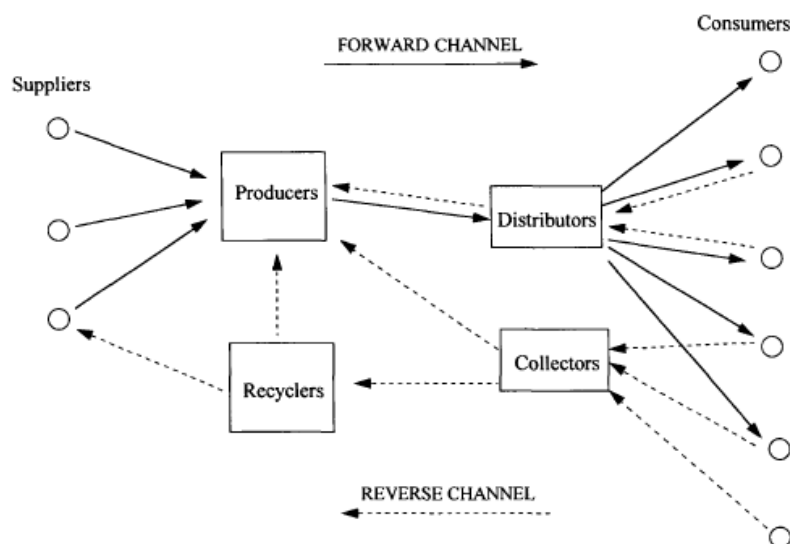 Consumers
FORWARD CHANNEL
Suppliers
Producers
Distributors
Collectors
Recyclers
REVERSE CHANNEL